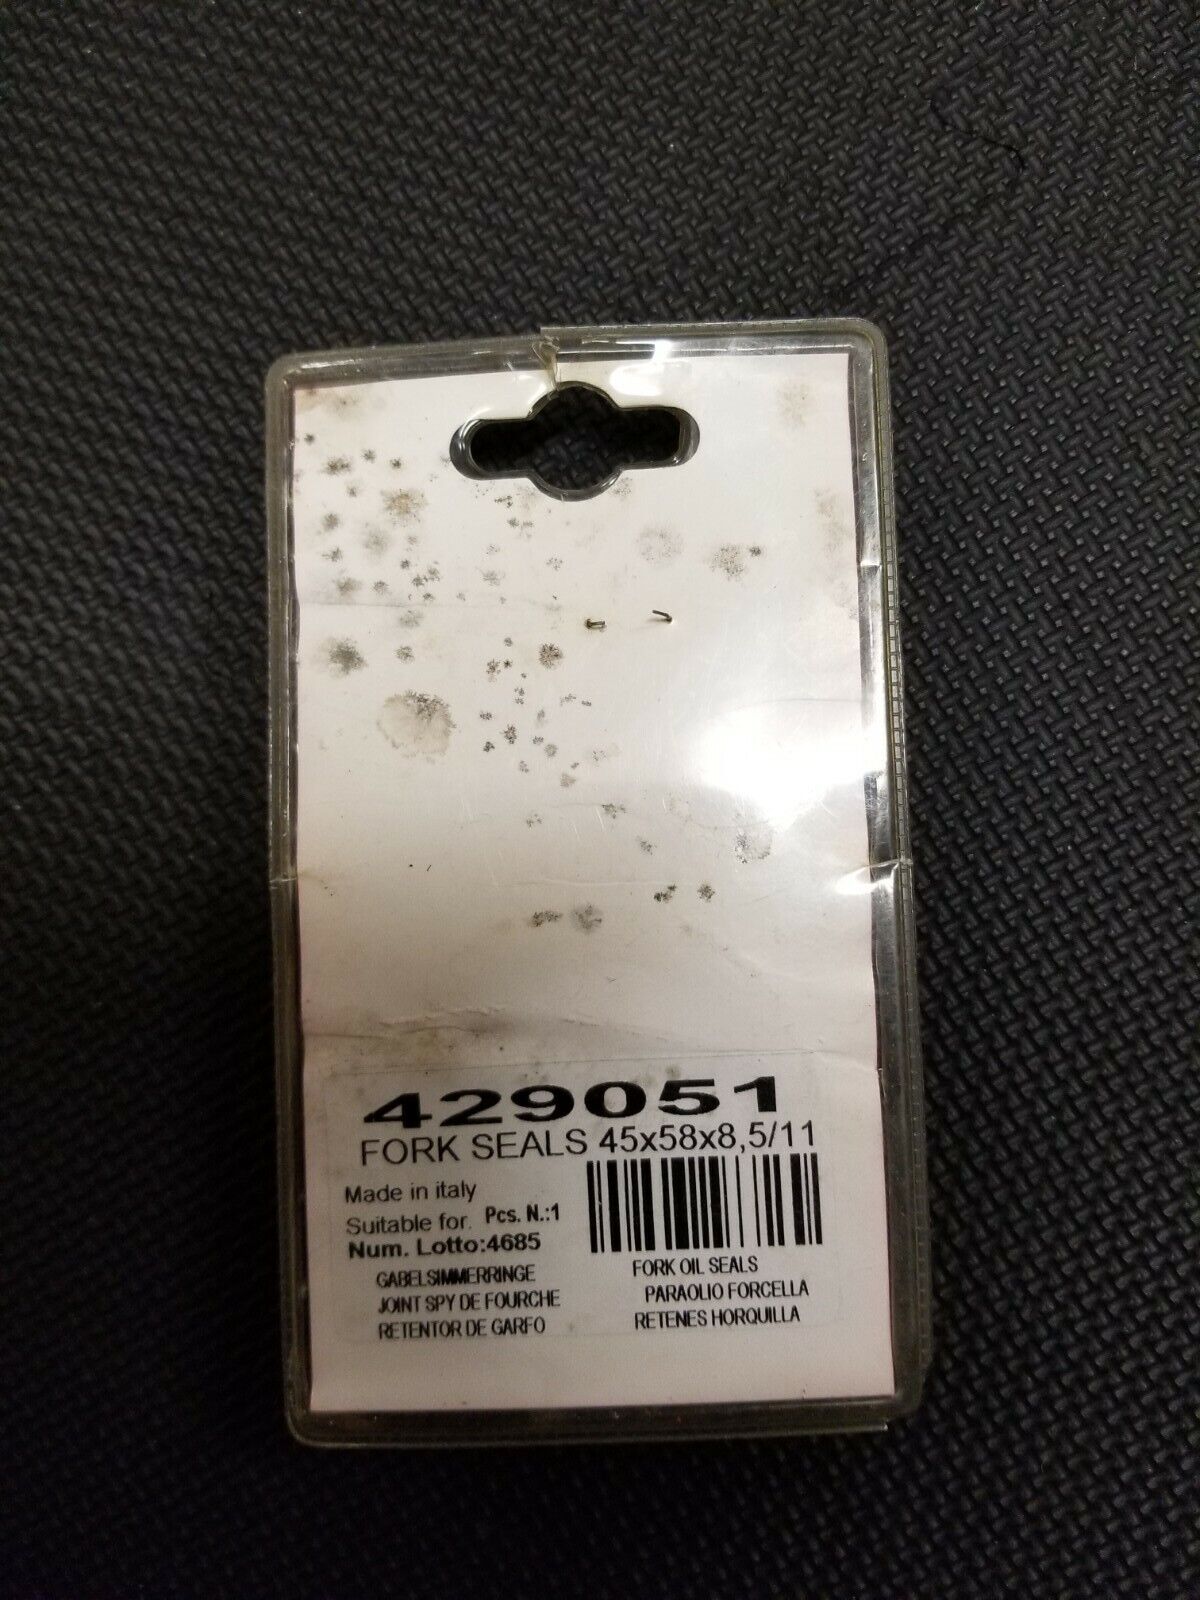 429051
FORK SEALS 45x58x8,5/11
Made in italy
Suitable for. Pcs. N.:1
Num. Lotto:4685
GABELSIMMERRINGE
JOINT SPY DE FOURCHE
RETENTOR DE GARFO
FORK OIL SEALS
PARAOLIO FORCELLA
RETENES HORQUILLA